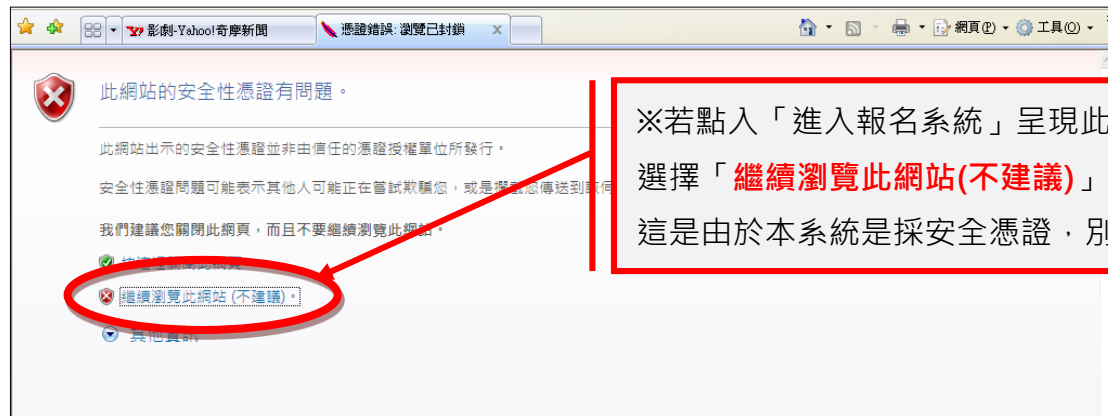 影劇-Yahoo!奇摩新聞
憑證錯誤: 瀏覽已封鎖
網頁(P)
工具(O)
此網站的安全性憑證有問題。
此網站出示的安全性憑證並非由信任的憑證授權單位所發行。
安全性憑證問題可能表示其他人可能正在嘗試欺騙您，或是攔截您傳送到該伺
我們建議您關閉此網頁，而且不要繼續瀏覽此網站。
繼續瀏覽此網站 (不建議)。
其他資訊
※若點入「進入報名系統」呈現此
選擇「繼續瀏覽此網站(不建議)」
這是由於本系統是採安全憑證，別